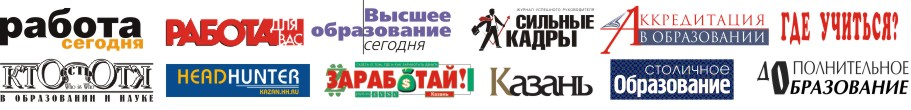 работа
сегодня
РАБОТА ДЛЯ ВАС
Высшее
образование
сегодня
ЖУРНАЛ УСПЕШНОГО РУКОВОДИТЕЛЯ
СИЛЬНЫЕ
КАДРЫ
АККРЕДИТАЦИЯ
В ОБРАЗОВАНИИ
ГДЕ УЧИТЬСЯ?
КТО ЕСТЬ КТО
В ОБРАЗОВАНИИ И НАУКЕ
HEADHUNTER
KAZAN.HH.RU
ЗАРАБОТАЙ!
Казань
Казань
СТОЛИЧНОЕ
Образование
ДОПОЛНИТЕЛЬНОЕ
ОБРАЗОВАНИЕ